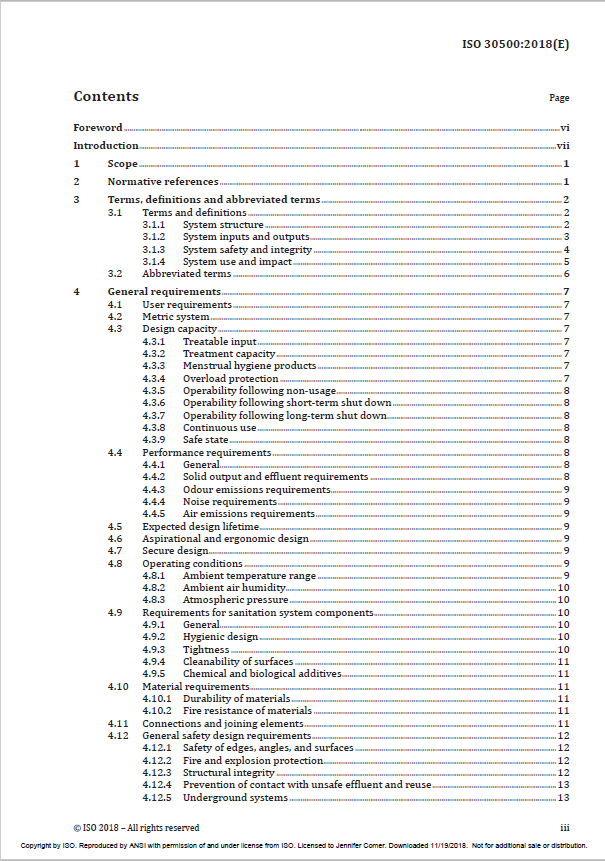 ISO 30500:2018(E)
Contents Page
Foreword vi
Introduction vii
1 Scope 1
2 Normative references 1
3 Terms, definitions and abbreviated terms 2
3.1 Terms and definitions 2
3.1.1 System structure 2
3.1.2 System inputs and outputs 3
3.1.3 System safety and integrity 4
3.1.4 System use and impact 5
3.2 Abbreviated terms 6
4 General requirements 7
4.1 User requirements 7
4.2 Metric system 7
4.3 Design capacity 7
4.3.1 Treatable input 7
4.3.2 Treatment capacity 7
4.3.3 Menstrual hygiene products 7
4.3.4 Overload protection 7
4.3.5 Operability following non-usage 8
4.3.6 Operability following short-term shut down 8
4.3.7 Operability following long-term shut down 8
4.3.8 Continuous use 8
4.3.9 Safe state 8
4.4 Performance requirements 8
4.4.1 General 8
4.4.2 Solid output and effluent requirements 8
4.4.3 Odour emissions requirements 9
4.4.4 Noise requirements 9
4.4.5 Air emissions requirements 9
4.5 Expected design lifetime 9
4.6 Aspirational and ergonomic design 9
4.7 Secure design 9
4.8 Operating conditions 9
4.8.1 Ambient temperature range 9
4.8.2 Ambient air humidity 10
4.8.3 Atmospheric pressure 10
4.9 Requirements for sanitation system components 10
4.9.1 General 10
4.9.2 Hygienic design 10
4.9.3 Tightness 10
4.9.4 Cleanability of surfaces 11
4.9.5 Chemical and biological additives 11
4.10 Material requirements 11
4.10.1 Durability of materials 11
4.10.2 Fire resistance of materials 11
4.11 Connections and joining elements 11
4.12 General safety design requirements 12
4.12.1 Safety of edges, angles, and surfaces 12
4.12.2 Fire and explosion protection 12
4.12.3 Structural integrity 12
4.12.4 Prevention of contact with unsafe effluent and reuse 13
4.12.5 Underground systems 13
© ISO 2018 – All rights reserved iii
Copyright by ISO. Reproduced by ANSI with permission of and under license from ISO. Licensed to Jennifer Comer. Downloaded 11/19/2018. Not for additional sale or distribution.